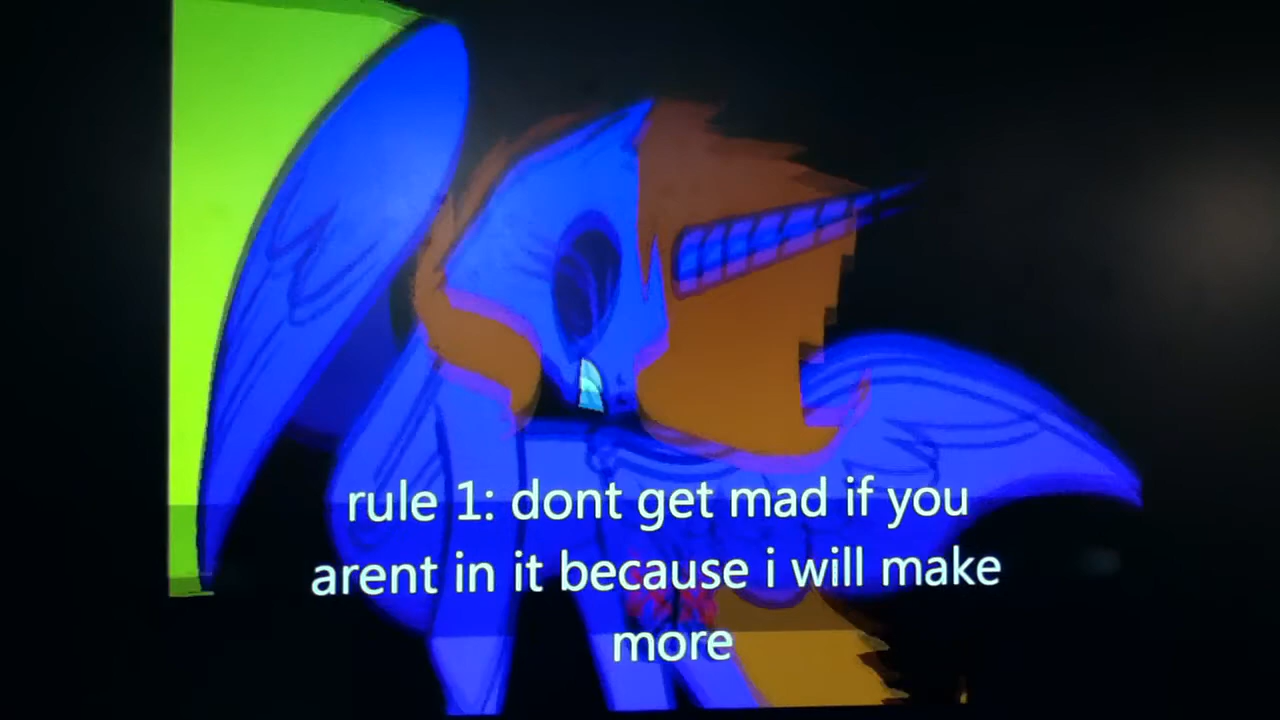 rule 1: dont get mad if you
arent in it because i will make
more